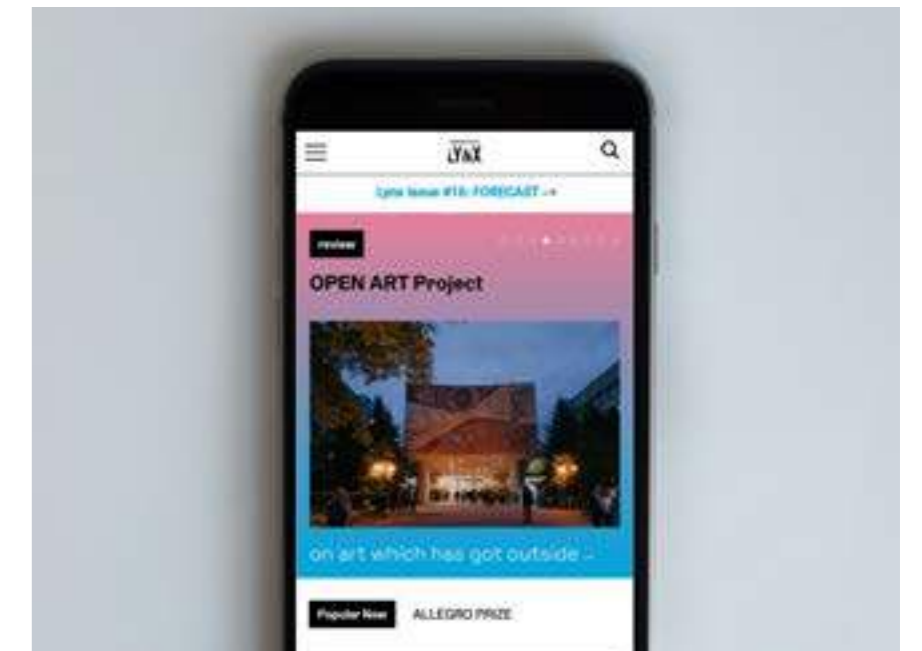 LYNX
Lynx Issue #16: FORECAST →
review
OPEN ART Project
on art which has got outside –
Popular Now ALLEGRO PRIZE